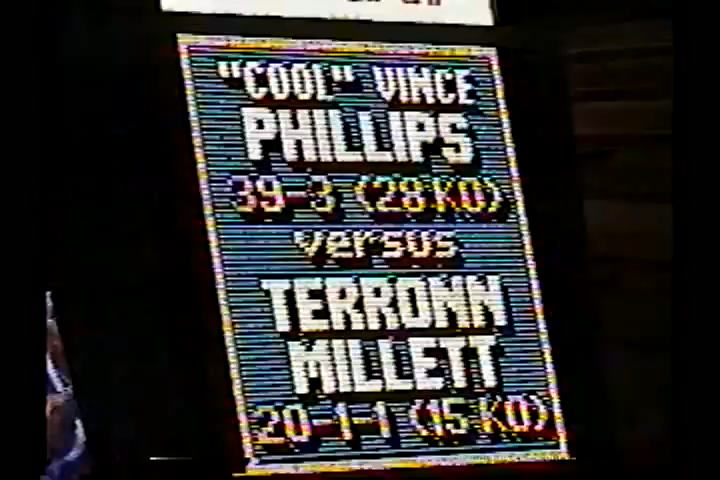 "COOL" VINCE
PHILLIPS
39-3 (28 KO)
versus
TERRONN
MILLETT
20-1-1 (15 KO)